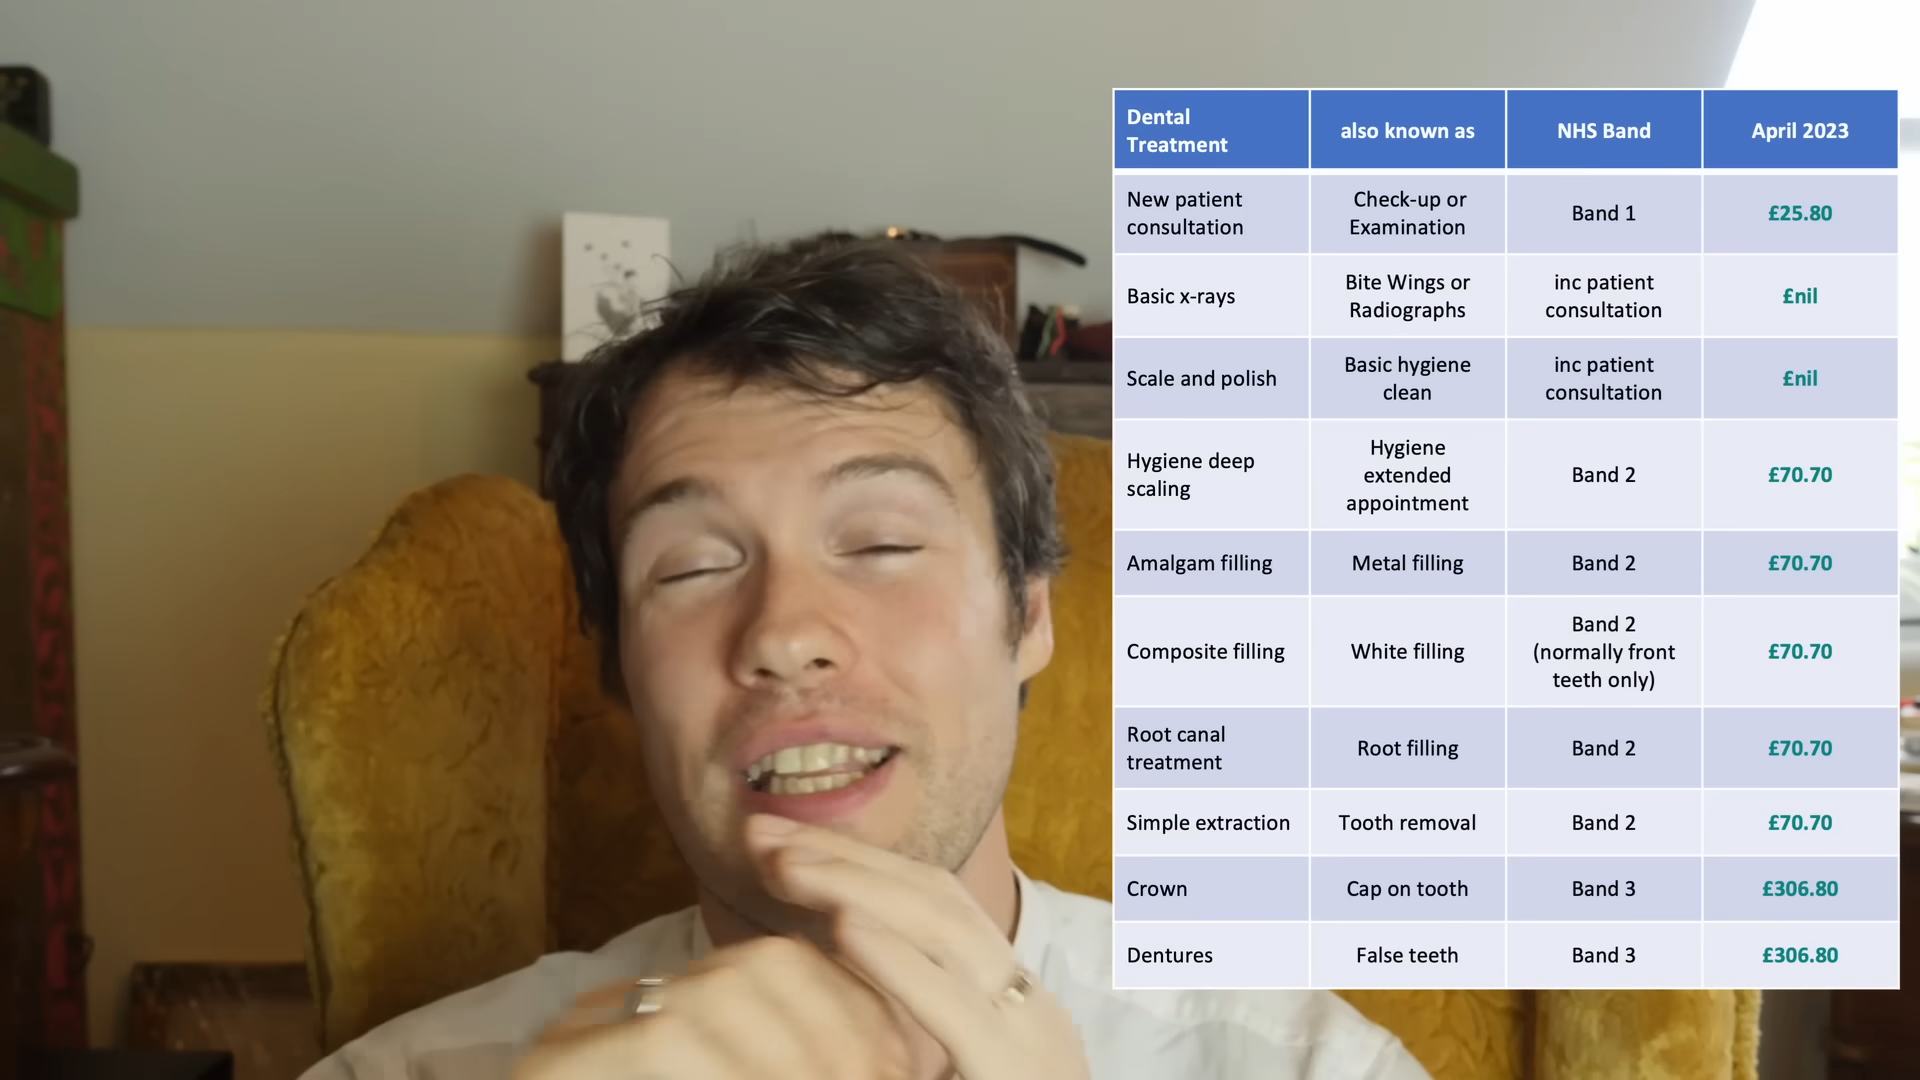 Dental
Treatment
also known as
NHS Band
April 2023
New patient
consultation
Check-up or
Examination
Band 1
£25.80
Basic x-rays
Bite Wings or
Radiographs
inc patient
consultation
£nil
Scale and polish
Basic hygiene
clean
inc patient
consultation
£nil
Hygiene deep
scaling
Hygiene
extended
appointment
Band 2
£70.70
Amalgam filling
Metal filling
Band 2
£70.70
Composite filling
White filling
Band 2
(normally front
teeth only)
£70.70
Root canal
treatment
Root filling
Band 2
£70.70
Simple extraction
Tooth removal
Band 2
£70.70
Crown
Cap on tooth
Band 3
£306.80
Dentures
False teeth
Band 3
£306.80